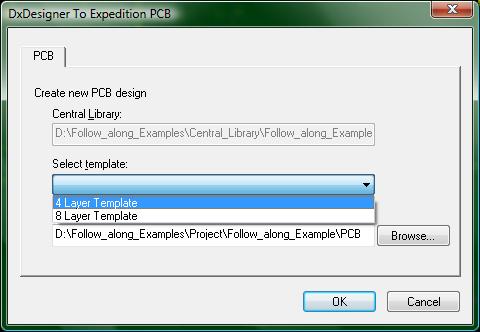 DxDesigner To Expedition PCB
PCB
Create new PCB design
Central Library:
D:\Follow_along_Examples\Central_Library\Follow_along_Example
Select template:
4 Layer Template
8 Layer Template
D:\Follow_along_Examples\Project\Follow_along_Example\PCB
Browse...
OK
Cancel